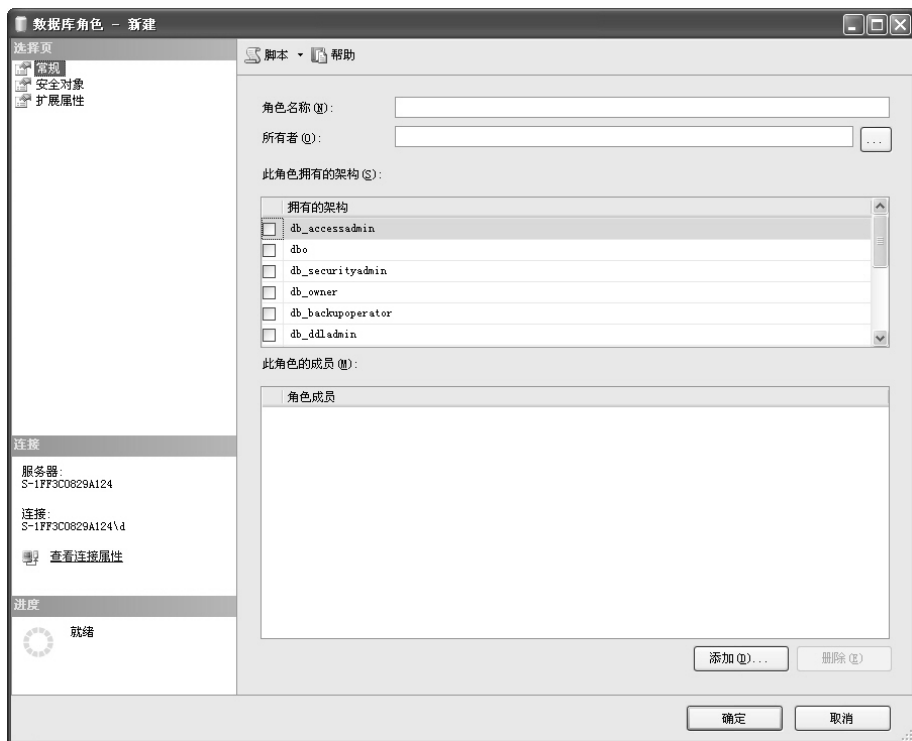 数据库角色 - 新建
选择页
常规
安全对象
扩展属性
脚本 帮助
角色名称(N):
所有者(O):
...
此角色拥有的架构(S):
拥有的架构
db_accessadmin
dbo
db_securityadmin
db_owner
db_backupoperator
db_ddladmin
此角色的成员(M):
角色成员
连接
服务器:
S-1FF3C0829A124
连接:
S-1FF3C0829A124\d
查看连接属性
进度
就绪
添加(D)...
删除(E)
确定
取消